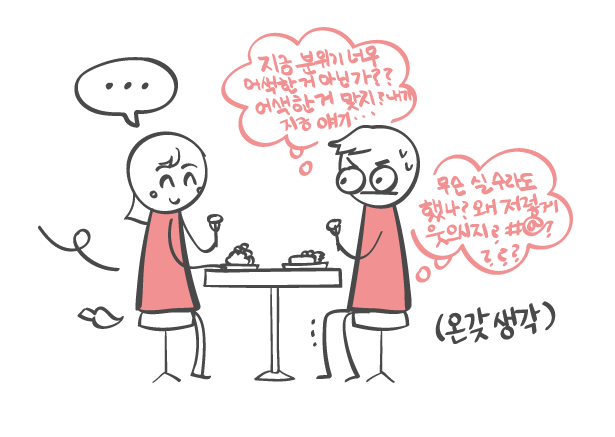 ...
지금 분위기 너무
어색한거 아닌가??
어색한거 맞지? 내가
지금 얘기...
무슨 실수라도
했나? 왜 저렇게
웃으시지? #@?
???
(온갖 생각)